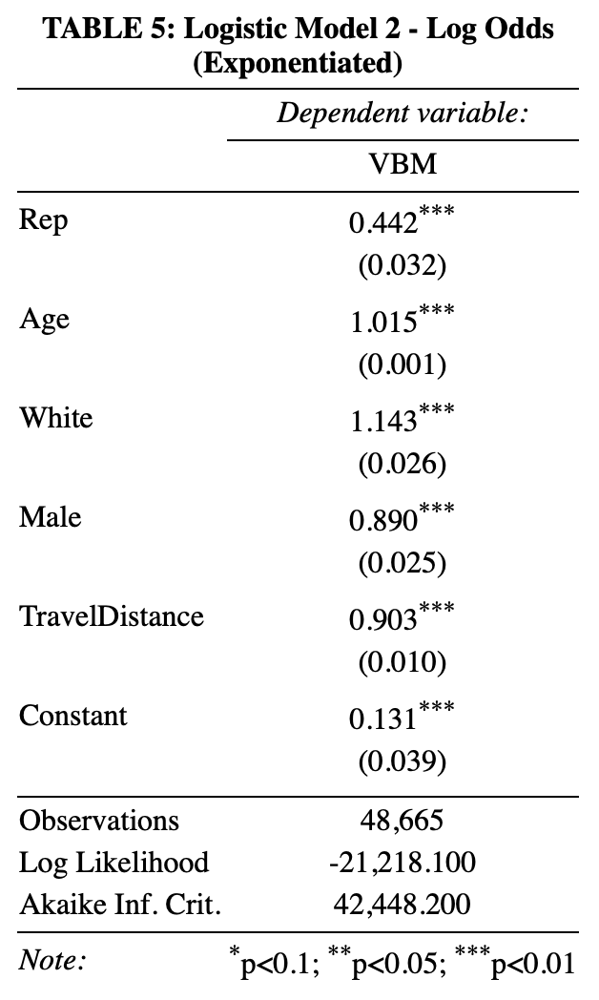 TABLE 5: Logistic Model 2 - Log Odds
(Exponentiated)
Dependent variable:
VBM
Rep 0.442***
(0.032)
Age 1.015***
(0.001)
White 1.143***
(0.026)
Male 0.890***
(0.025)
TravelDistance 0.903***
(0.010)
Constant 0.131***
(0.039)
Observations 48,665
Log Likelihood -21,218.100
Akaike Inf. Crit. 42,448.200
Note: *p<0.1; **p<0.05; ***p<0.01